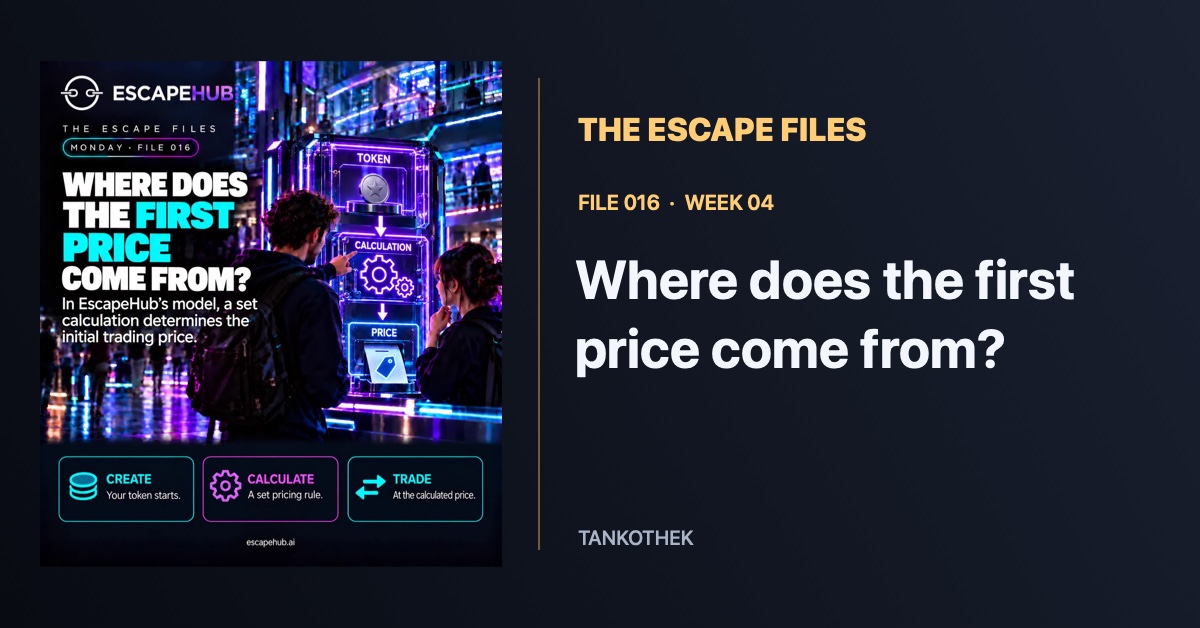 ESCAPEHUB
THE ESCAPE FILES
MONDAY · FILE 016
WHERE DOES
THE FIRST
PRICE
COME FROM?
In EscapeHub's model, a set
calculation determines the
initial trading price.
TOKEN
CALCULATION
PRICE
CREATE
Your token starts.
CALCULATE
A set pricing rule.
TRADE
At the calculated price.
escapehub.ai
THE ESCAPE FILES
FILE 016 · WEEK 04
Where does the first
price come from?
TANKOTHEK